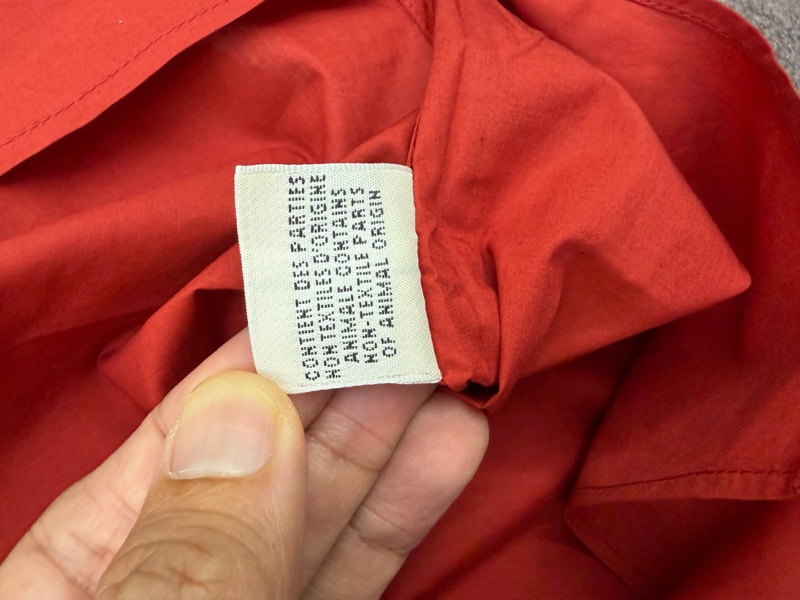 CONTIENT DES PARTIES
NON TEXTILES D'ORIGINE
ANIMALE CONTAINS
NON-TEXTILE PARTS
OF ANIMAL ORIGIN